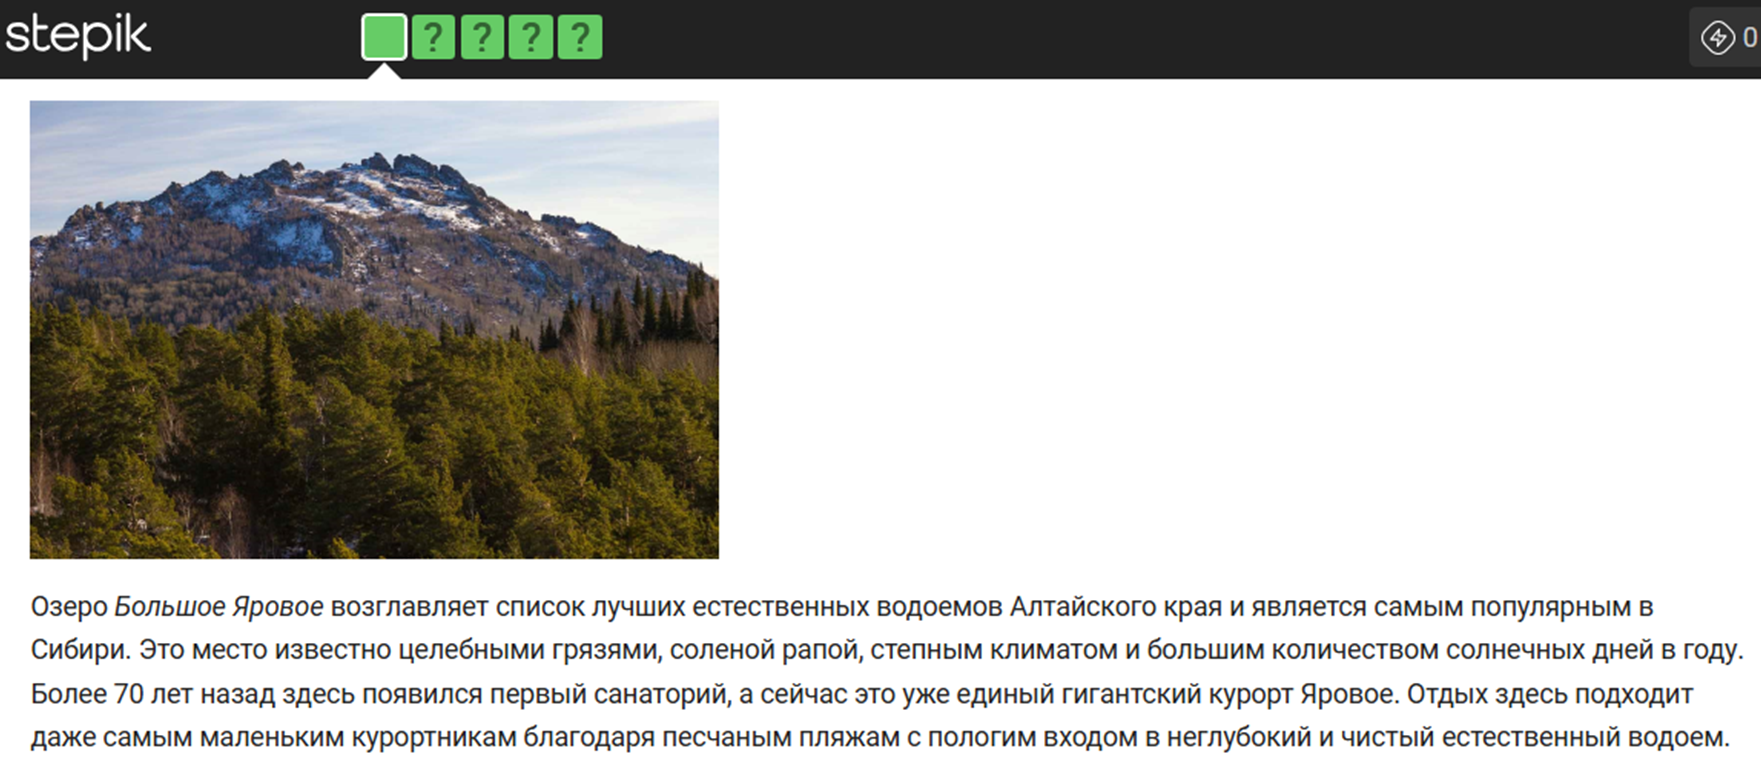 stepik
? ? ? ?
0
Озеро Большое Яровое возглавляет список лучших естественных водоемов Алтайского края и является самым популярным в
Сибири. Это место известно целебными грязями, соленой рапой, степным климатом и большим количеством солнечных дней в году.
Более 70 лет назад здесь появился первый санаторий, а сейчас это уже единый гигантский курорт Яровое. Отдых здесь подходит
даже самым маленьким курортникам благодаря песчаным пляжам с пологим входом в неглубокий и чистый естественный водоем.